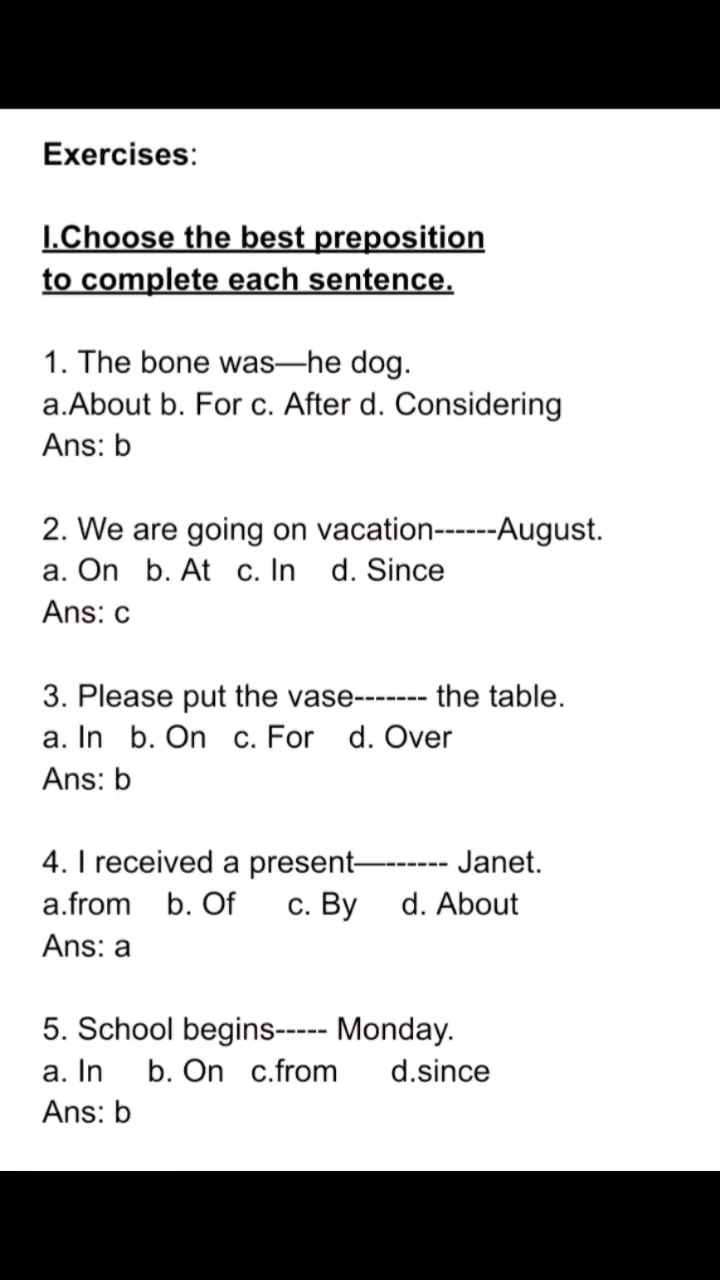 Exercises:
I.Choose the best preposition
to complete each sentence.
1. The bone was—he dog.
a.About b. For c. After d. Considering
Ans: b
2. We are going on vacation------August.
a. On b. At c. In d. Since
Ans: c
3. Please put the vase------- the table.
a. In b. On c. For d. Over
Ans: b
4. I received a present—------ Janet.
a.from b. Of c. By d. About
Ans: a
5. School begins----- Monday.
a. In b. On c.from d.since
Ans: b